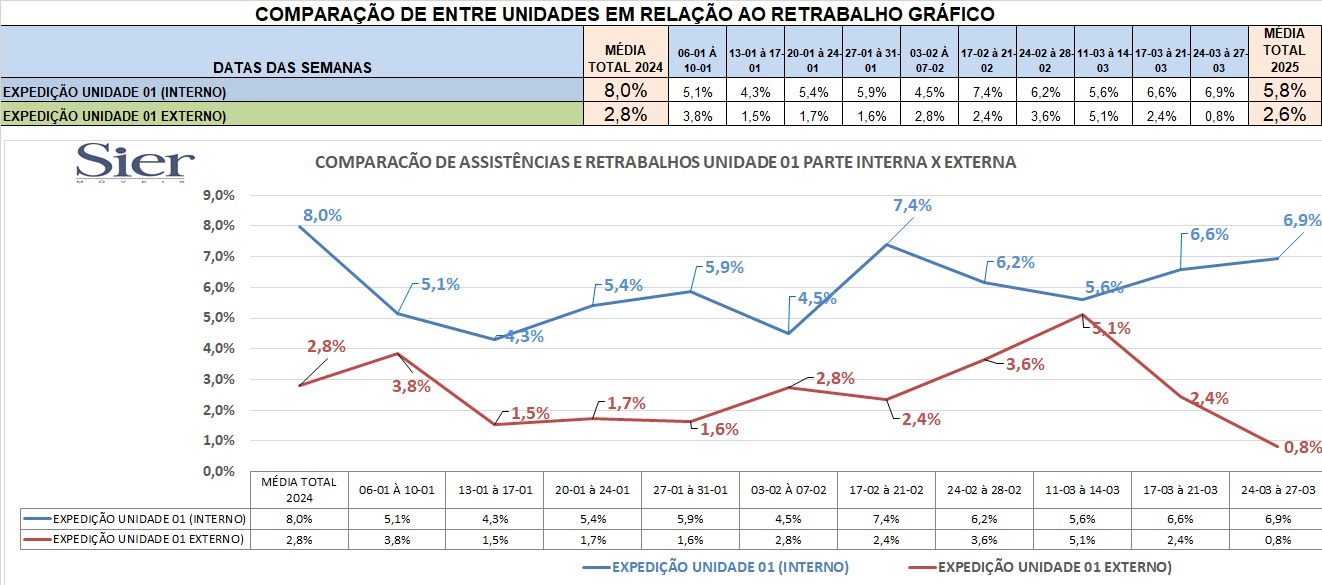 COMPARAÇÃO DE ENTRE UNIDADES EM RELAÇÃO AO RETRABALHO GRÁFICO
DATAS DAS SEMANAS MÉDIA TOTAL 2024 06-01 À 10-01 13-01 à 17-01 20-01 à 24-01 27-01 à 31-01 03-02 À 07-02 17-02 à 21-02 24-02 à 28-02 11-03 à 14-03 17-03 à 21-03 24-03 à 27-03 MÉDIA TOTAL 2025
EXPEDIÇÃO UNIDADE 01 (INTERNO) 8,0% 5,1% 4,3% 5,4% 5,9% 4,5% 7,4% 6,2% 5,6% 6,6% 6,9% 5,8%
EXPEDIÇÃO UNIDADE 01 EXTERNO) 2,8% 3,8% 1,5% 1,7% 1,6% 2,8% 2,4% 3,6% 5,1% 2,4% 0,8% 2,6%
Sier
MÓVEIS
COMPARACÃO DE ASSISTÊNCIAS E RETRABALHOS UNIDADE 01 PARTE INTERNA X EXTERNA
9,0%
8,0%
7,0%
6,0%
5,0%
4,0%
3,0%
2,0%
1,0%
0,0%
8,0% 5,1% 4,3% 5,4% 5,9% 4,5% 7,4% 6,2% 5,6% 6,6% 6,9%
2,8% 3,8% 1,5% 1,7% 1,6% 2,8% 2,4% 3,6% 5,1% 2,4% 0,8%
MÉDIA TOTAL 2024 06-01 À 10-01 13-01 à 17-01 20-01 à 24-01 27-01 à 31-01 03-02 À 07-02 17-02 à 21-02 24-02 à 28-02 11-03 à 14-03 17-03 à 21-03 24-03 à 27-03
EXPEDIÇÃO UNIDADE 01 (INTERNO) 8,0% 5,1% 4,3% 5,4% 5,9% 4,5% 7,4% 6,2% 5,6% 6,6% 6,9%
EXPEDIÇÃO UNIDADE 01 EXTERNO) 2,8% 3,8% 1,5% 1,7% 1,6% 2,8% 2,4% 3,6% 5,1% 2,4% 0,8%
EXPEDIÇÃO UNIDADE 01 (INTERNO) EXPEDIÇÃO UNIDADE 01 EXTERNO)